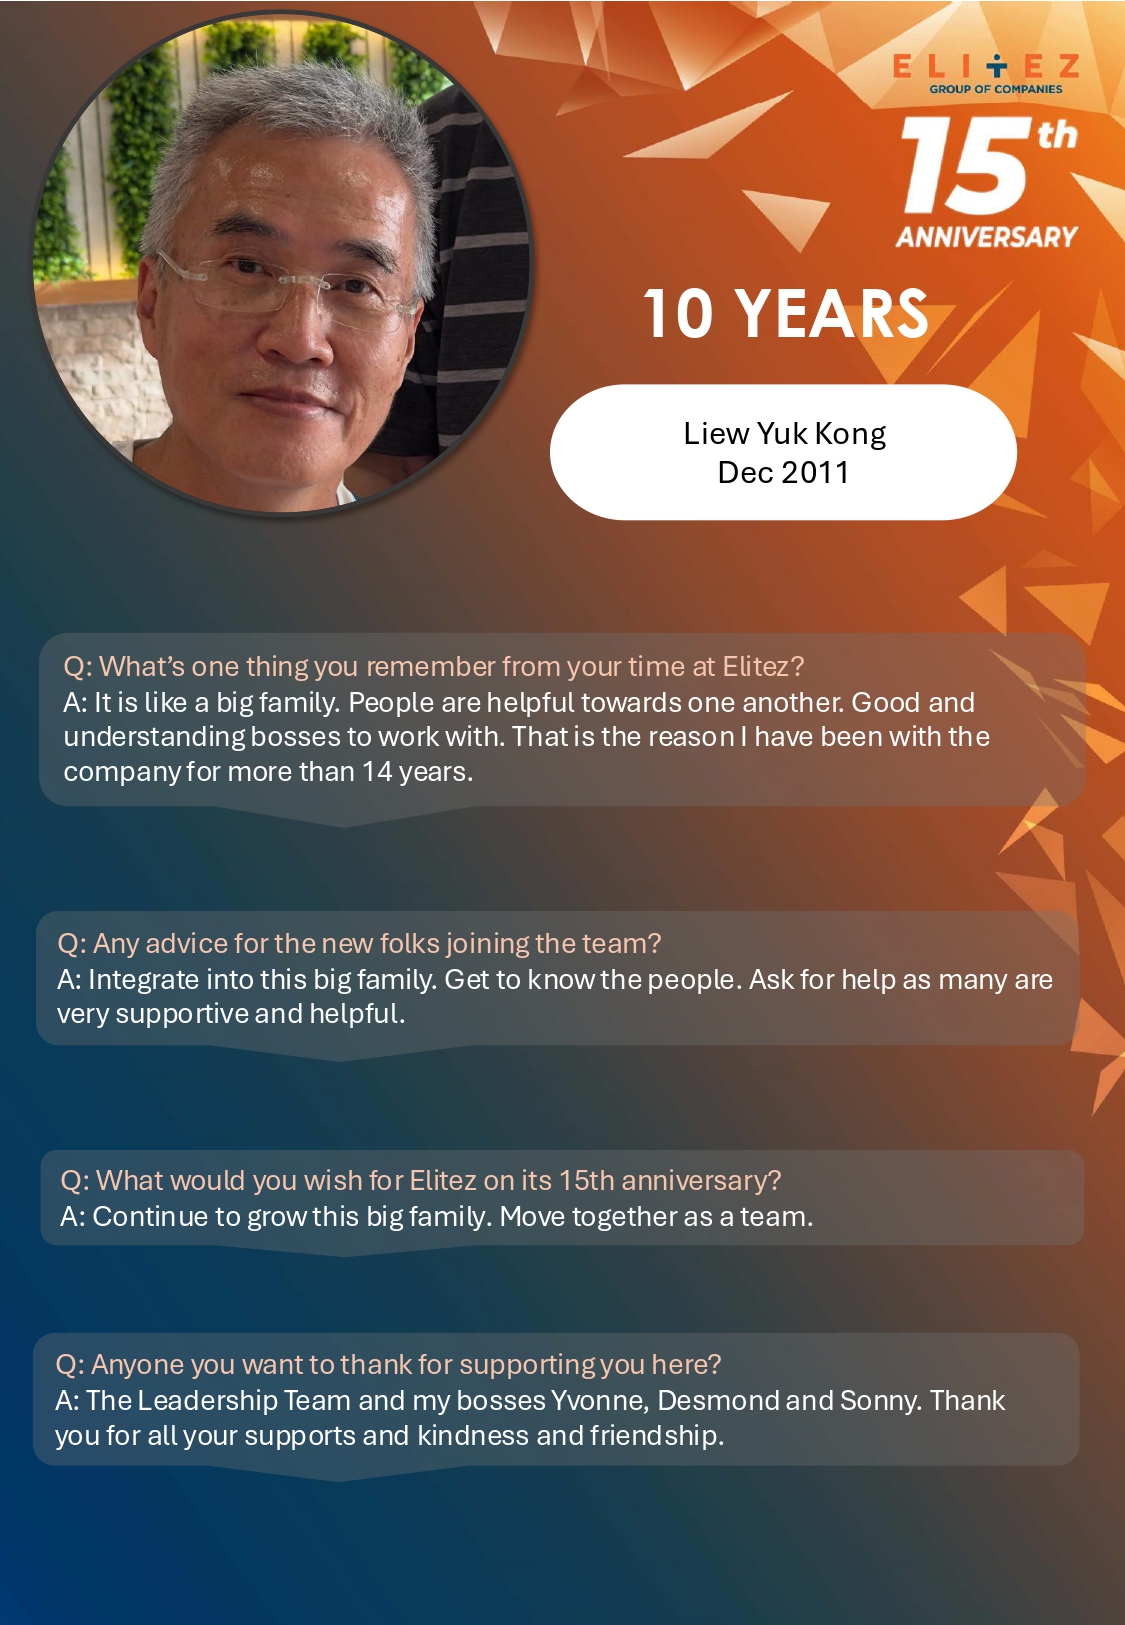 ELITEZ
GROUP OF COMPANIES
15th
ANNIVERSARY
10 YEARS
Liew Yuk Kong
Dec 2011
Q: What’s one thing you remember from your time at Elitez?
A: It is like a big family. People are helpful towards one another. Good and
understanding bosses to work with. That is the reason I have been with the
company for more than 14 years.
Q: Any advice for the new folks joining the team?
A: Integrate into this big family. Get to know the people. Ask for help as many are
very supportive and helpful.
Q: What would you wish for Elitez on its 15th anniversary?
A: Continue to grow this big family. Move together as a team.
Q: Anyone you want to thank for supporting you here?
A: The Leadership Team and my bosses Yvonne, Desmond and Sonny. Thank
you for all your supports and kindness and friendship.